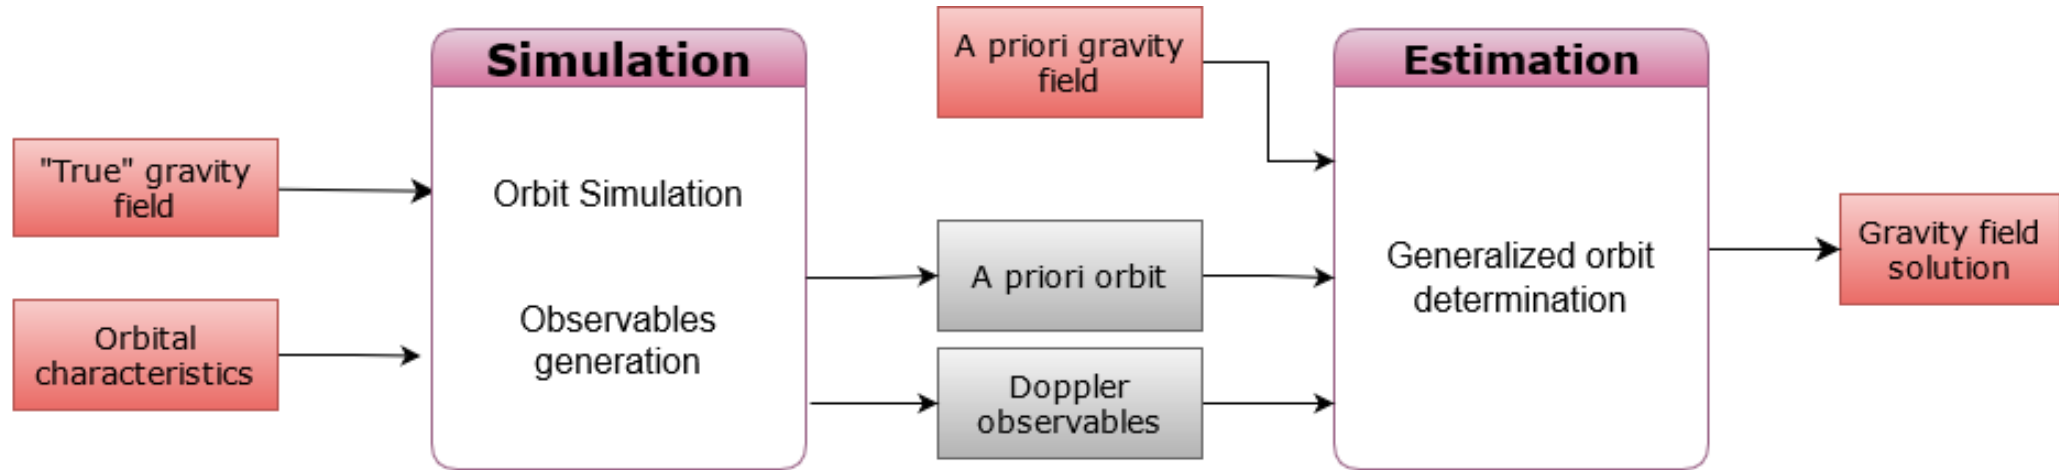 "True" gravity
field
Orbital
characteristics
Simulation
Orbit Simulation
Observables
generation
A priori gravity
field
A priori orbit
Doppler
observables
Estimation
Generalized orbit
determination
Gravity field
solution